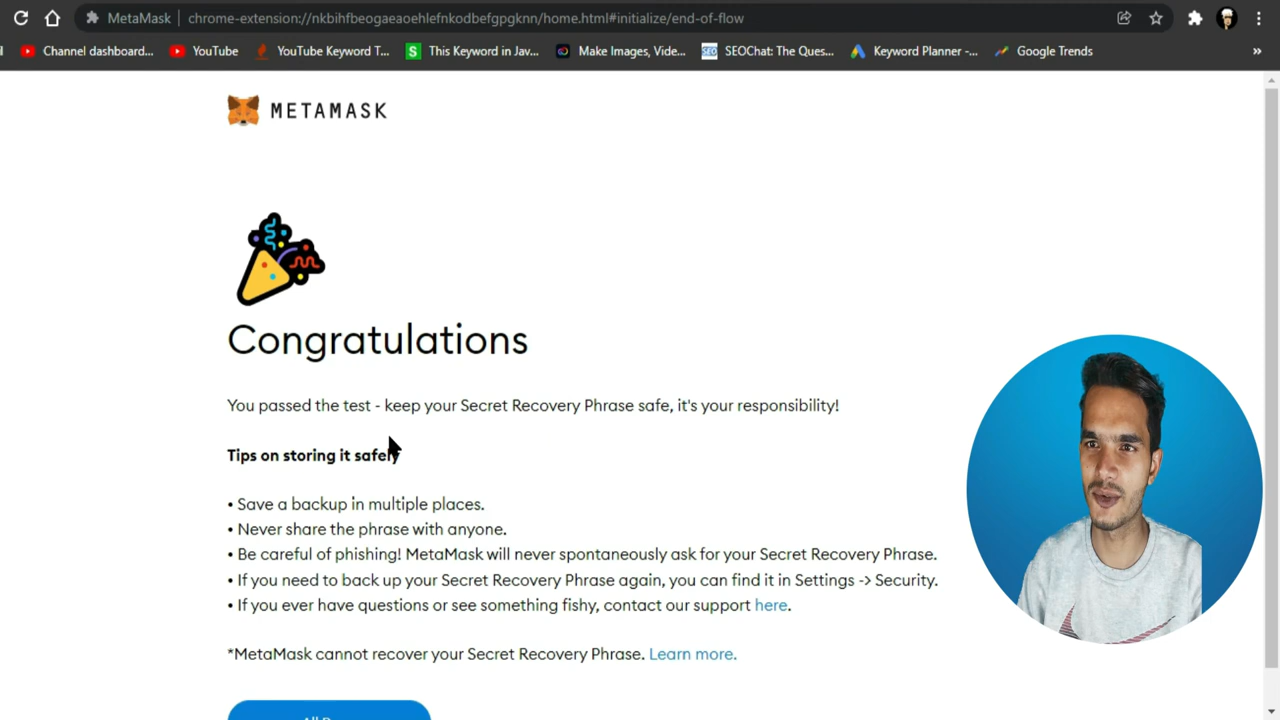 MetaMask | chrome-extension://nkbihfbeogaeaoehlefnkodbefgpgknn/home.html#initialize/end-of-flow
Channel dashboard... YouTube YouTube Keyword T... This Keyword in Jav... Make Images, Vide... SEOChat: The Ques... Keyword Planner -... Google Trends »
METAMASK
Congratulations
You passed the test - keep your Secret Recovery Phrase safe, it's your responsibility!
Tips on storing it safely
• Save a backup in multiple places.
• Never share the phrase with anyone.
• Be careful of phishing! MetaMask will never spontaneously ask for your Secret Recovery Phrase.
• If you need to back up your Secret Recovery Phrase again, you can find it in Settings -> Security.
• If you ever have questions or see something fishy, contact our support here.
*MetaMask cannot recover your Secret Recovery Phrase. Learn more.
All